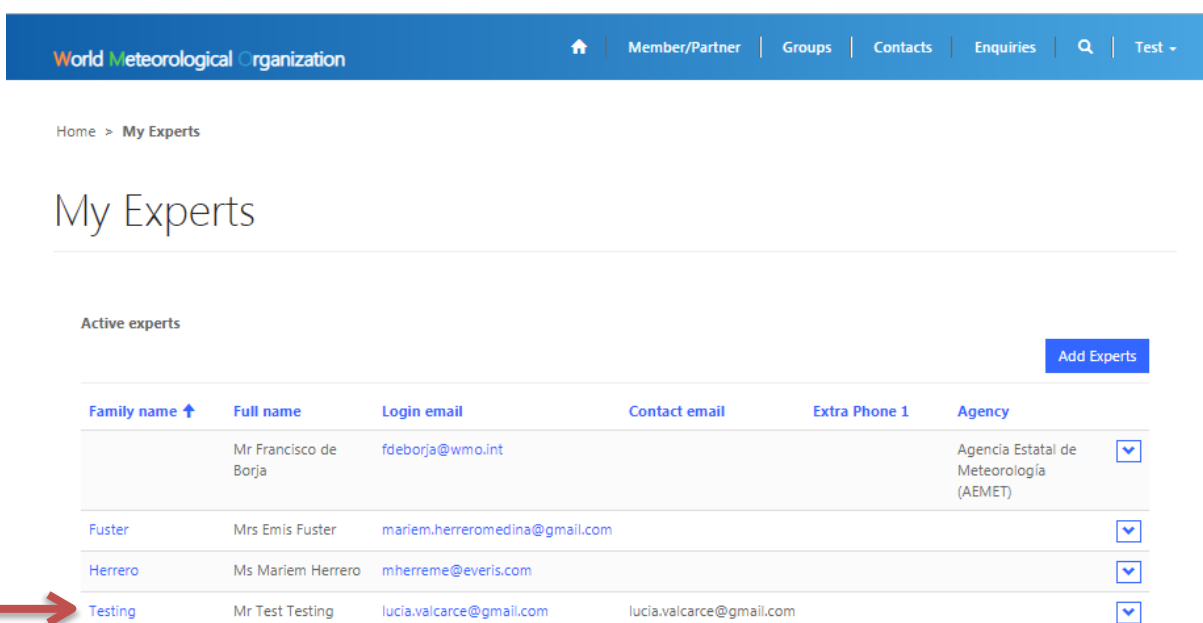 World Meteorological Organization
Member/Partner
Groups
Contacts
Enquiries
Test
Home > My Experts
My Experts
Active experts
Add Experts
Family name Full name Login email Contact email Extra Phone 1 Agency
Mr Francisco de fdeborja@wmo.int Agencia Estatal de
Borja Meteorología
(AEMET)
Fuster Mrs Emis Fuster mariem.herreromedina@gmail.com
Herrero Ms Mariem Herrero mherreme@everis.com
Testing Mr Test Testing lucia.valcarce@gmail.com lucia.valcarce@gmail.com